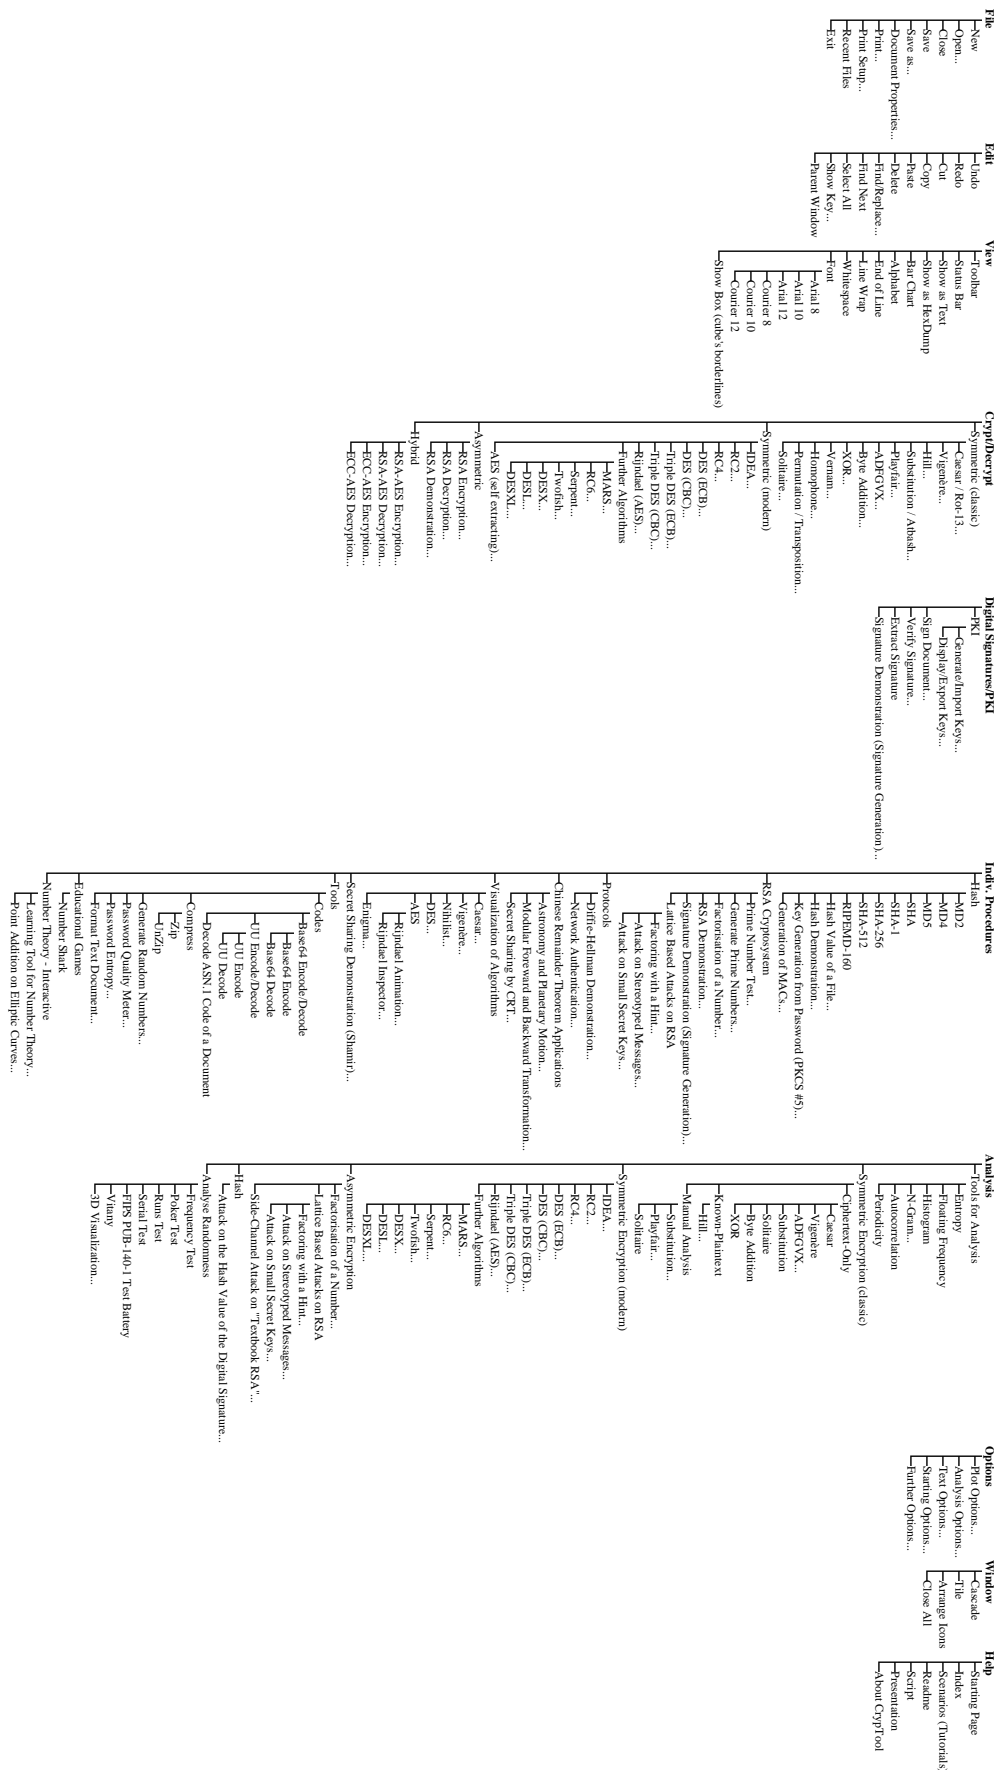 File
New
Open...
Close
Save
Save as...
Document Properties...
Print...
Print Setup...
Recent Files
Exit
Edit
Undo
Redo
Cut
Copy
Paste
Delete
Find/Replace...
Find Next
Select All
Show Key...
Parent Window
View
Toolbar
Status Bar
Show as Text
Show as HexDump
Bar Chart
Alphabet
End of Line
Line Wrap
Whitespace
Font
Arial 8
Arial 10
Arial 12
Courier 8
Courier 10
Courier 12
Show Box (cube's borderlines)
Crypt/Decrypt
Symmetric (classic)
Caesar / Rot-13...
Vigenère...
Hill...
Substitution / Atbash...
Playfair...
ADFGVX...
Byte Addition...
XOR...
Vernam...
Homophone...
Permutation / Transposition...
Solitaire...
Symmetric (modern)
IDEA...
RC2...
RC4...
DES (ECB)...
DES (CBC)...
Triple DES (ECB)...
Triple DES (CBC)...
Rijndael (AES)...
Further Algorithms
MARS...
RC6...
Serpent...
Twofish...
DESX...
DESL...
DESXL...
AES (self extracting)...
Asymmetric
RSA Encryption...
RSA Decryption...
RSA Demonstration...
Hybrid
RSA-AES Encryption...
RSA-AES Decryption...
ECC-AES Encryption...
ECC-AES Decryption...
Digital Signatures/PKI
PKI
Generate/Import Keys...
Display/Export Keys...
Sign Document...
Verify Signature...
Extract Signature
Signature Demonstration (Signature Generation)...
Indiv. Procedures
Hash
MD2
MD4
MD5
SHA
SHA-1
SHA-256
SHA-512
RIPEMD-160
Hash Value of a File...
Hash Demonstration...
Key Generation from Password (PKCS #5)...
Generation of MACs...
RSA Cryptosystem
Prime Number Test...
Generate Prime Numbers...
Factorisation of a Number...
RSA Demonstration...
Signature Demonstration (Signature Generation)...
Lattice Based Attacks on RSA
Factoring with a Hint...
Attack on Stereotyped Messages...
Attack on Small Secret Keys...
Protocols
Diffie-Hellman Demonstration...
Network Authentication...
Chinese Remainder Theorem Applications
Astronomy and Planetary Motion...
Modular Foreward and Backward Transformation...
Secret Sharing by CRT...
Visualization of Algorithms
Caesar...
Vigenère...
Nihilist...
DES...
AES
Rijndael Animation...
Rijndael Inspector...
Enigma...
Secret Sharing Demonstration (Shamir)...
Tools
Codes
Base64 Encode/Decode
Base64 Encode
Base64 Decode
UU Encode/Decode
UU Encode
UU Decode
Decode ASN.1 Code of a Document
Compress
Zip
UnZip
Generate Random Numbers...
Password Quality Meter...
Password Entropy...
Format Text Document...
Educational Games
Number Shark
Number Theory - Interactive
Learning Tool for Number Theory...
Point Addition on Elliptic Curves...
Analysis
Tools for Analysis
Entropy
Floating Frequency
Histogram
N-Gram...
Autocorrelation
Periodicity
Symmetric Encryption (classic)
Ciphertext-Only
Caesar
Vigenère
ADFGVX...
Substitution
Solitaire
Byte Addition
XOR
Known-Plaintext
Hill...
Manual Analysis
Substitution...
Playfair...
Solitaire
Symmetric Encryption (modern)
IDEA...
RC2...
RC4...
DES (ECB)...
DES (CBC)...
Triple DES (ECB)...
Triple DES (CBC)...
Rijndael (AES)...
Further Algorithms
MARS...
RC6...
Serpent...
Twofish...
DESX...
DESL...
DESXL...
Asymmetric Encryption
Factorisation of a Number...
Lattice Based Attacks on RSA
Factoring with a Hint...
Attack on Stereotyped Messages...
Attack on Small Secret Keys...
Side-Channel Attack on "Textbook RSA"...
Hash
Attack on the Hash Value of the Digital Signature...
Analyse Randomness
Frequency Test
Poker Test
Runs Test
Serial Test
FIPS PUB-140-1 Test Battery
Vitany
3D Visualization...
Options
Plot Options...
Analysis Options...
Text Options...
Starting Options...
Further Options...
Window
Cascade
Tile
Arrange Icons
Close All
Help
Starting Page
Index
Scenarios (Tutorials)
Readme
Script
Presentation
About CrypTool